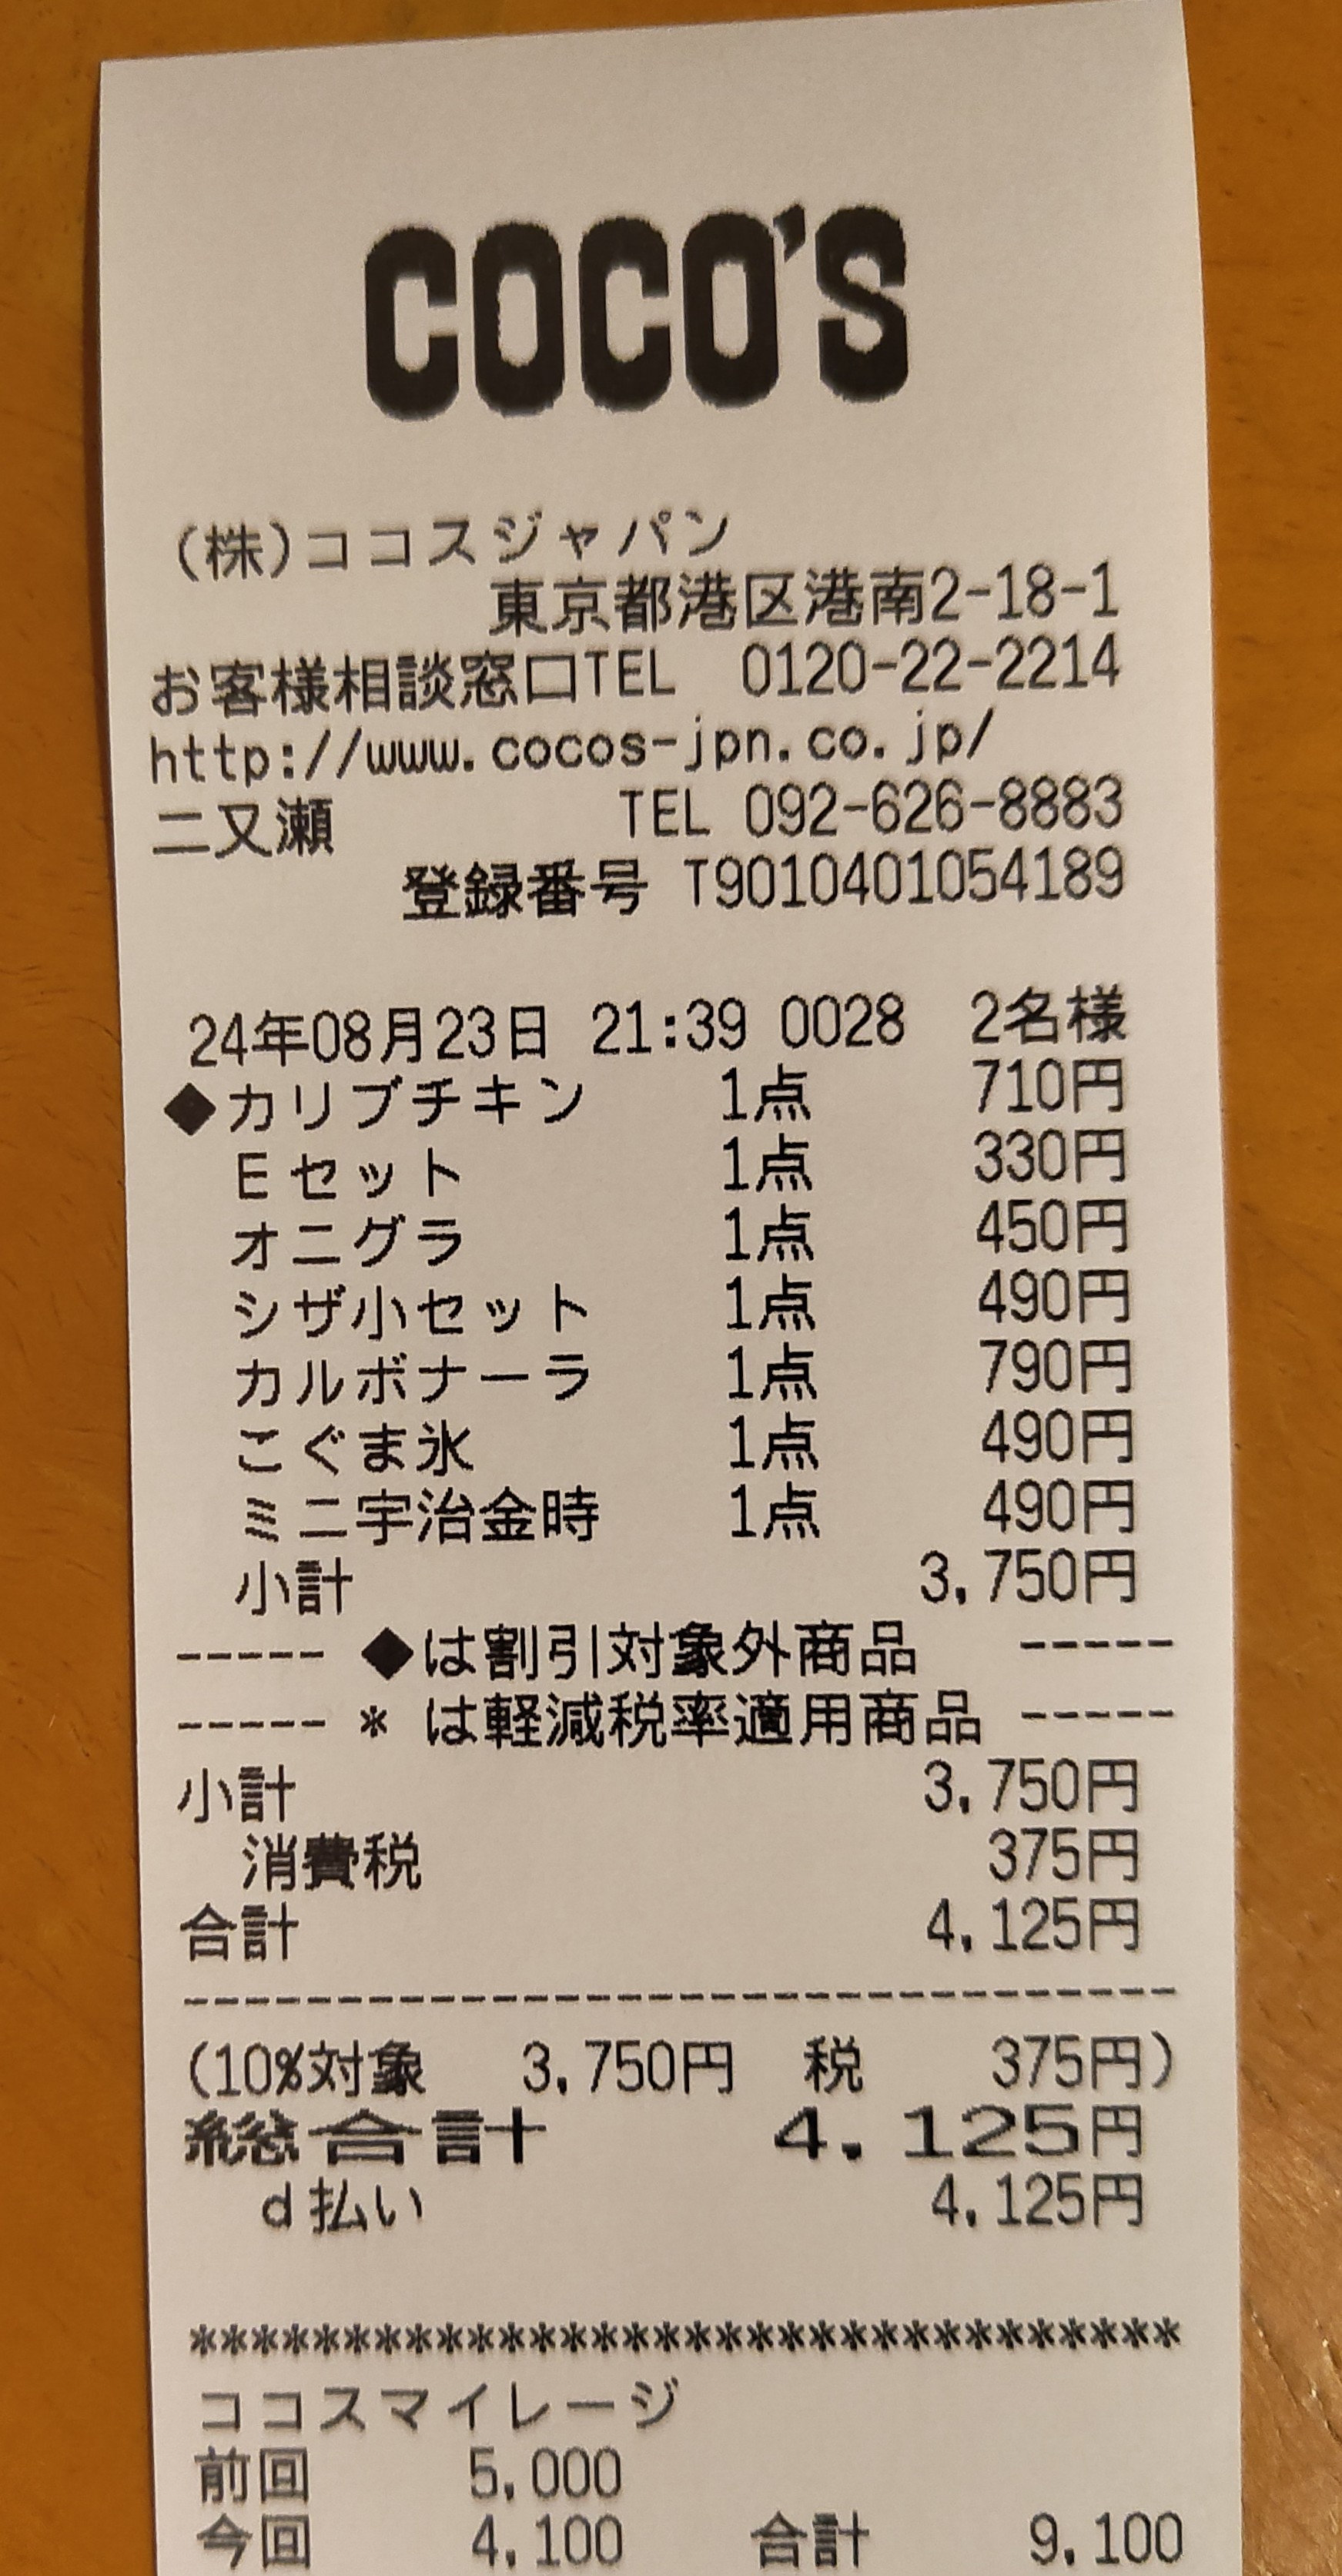 COCO'S
(株)ココスジャパン
東京都港区港南2-18-1
お客様相談窓口TEL 0120-22-2214
http://www.cocos-jpn.co.jp/
二又瀬 TEL 092-626-8883
登録番号 T9010401054189
24年08月23日 21:39 0028 2名様
◆カリブチキン 1点 710円
Eセット 1点 330円
オニグラ 1点 450円
シザ小セット 1点 490円
カルボナーラ 1点 790円
こぐま氷 1点 490円
ミニ宇治金時 1点 490円
小計 3,750円
----- ◆は割引対象外商品 -----
----- * は軽減税率適用商品 -----
小計 3,750円
消費税 375円
合計 4,125円
--------------------------------
(10%対象 3,750円 税 375円)
総合計 4,125円
d払い 4,125円
********************************
ココスマイレージ
前回 5,000
今回 4,100 合計 9,100